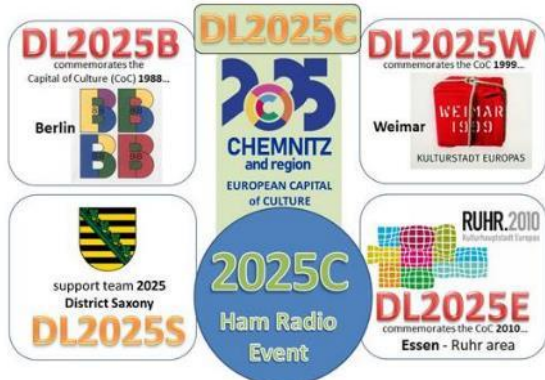 DL2025B
commemorates the
Capital of Culture (CoC) 1988...
Berlin
DL2025C
2025
CHEMNITZ
and region
EUROPEAN CAPITAL
of CULTURE
DL2025W
commemorates the CoC 1999...
Weimar
WEIMAR
1999
KULTURSTADT EUROPAS
support team 2025
District Saxony
DL2025S
2025C
Ham Radio
Event
RUHR.2010
Kulturhauptstadt Europas
DL2025E
commemorates the CoC 2010...
Essen - Ruhr area